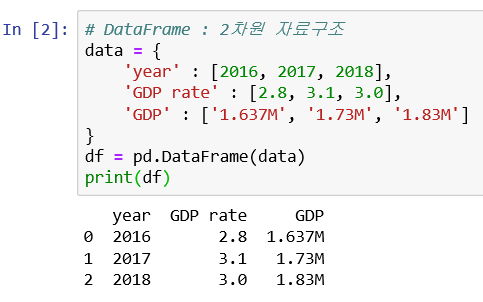 In [2]: # DataFrame : 2차원 자료구조
data = {
    'year' : [2016, 2017, 2018],
    'GDP rate' : [2.8, 3.1, 3.0],
    'GDP' : ['1.637M', '1.73M', '1.83M']
}
df = pd.DataFrame(data)
print(df)
   year  GDP rate     GDP
0  2016       2.8  1.637M
1  2017       3.1   1.73M
2  2018       3.0   1.83M